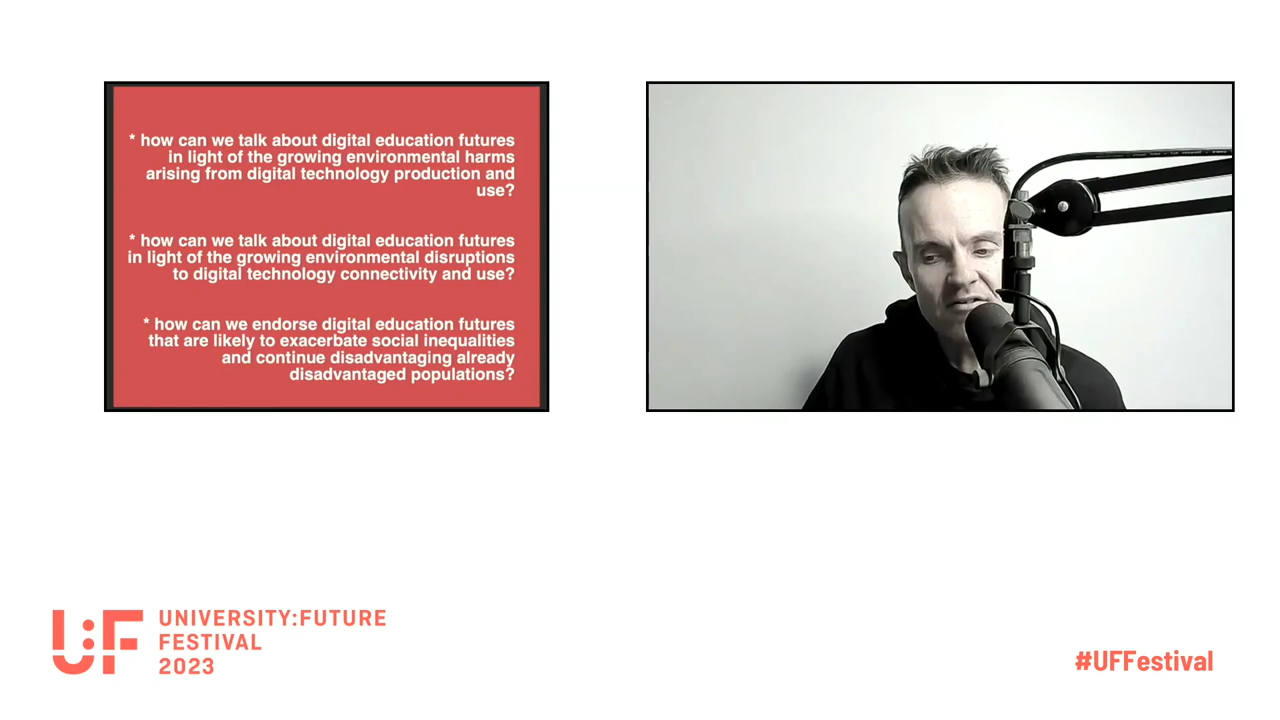 * how can we talk about digital education futures
in light of the growing environmental harms
arising from digital technology production and
use?
* how can we talk about digital education futures
in light of the growing environmental disruptions
to digital technology connectivity and use?
* how can we endorse digital education futures
that are likely to exacerbate social inequalities
and continue disadvantaging already
disadvantaged populations?
U:F
UNIVERSITY:FUTURE
FESTIVAL
2023
#UFFestival